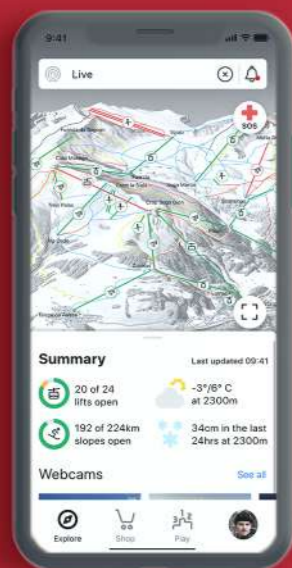 9:41
Live
SOS
Summary
Last updated 09:41
20 of 24
lifts open
-3°/6° C
at 2300m
192 of 224km
slopes open
34cm in the last
24hrs at 2300m
Webcams
See all
Explore
Shop
Play